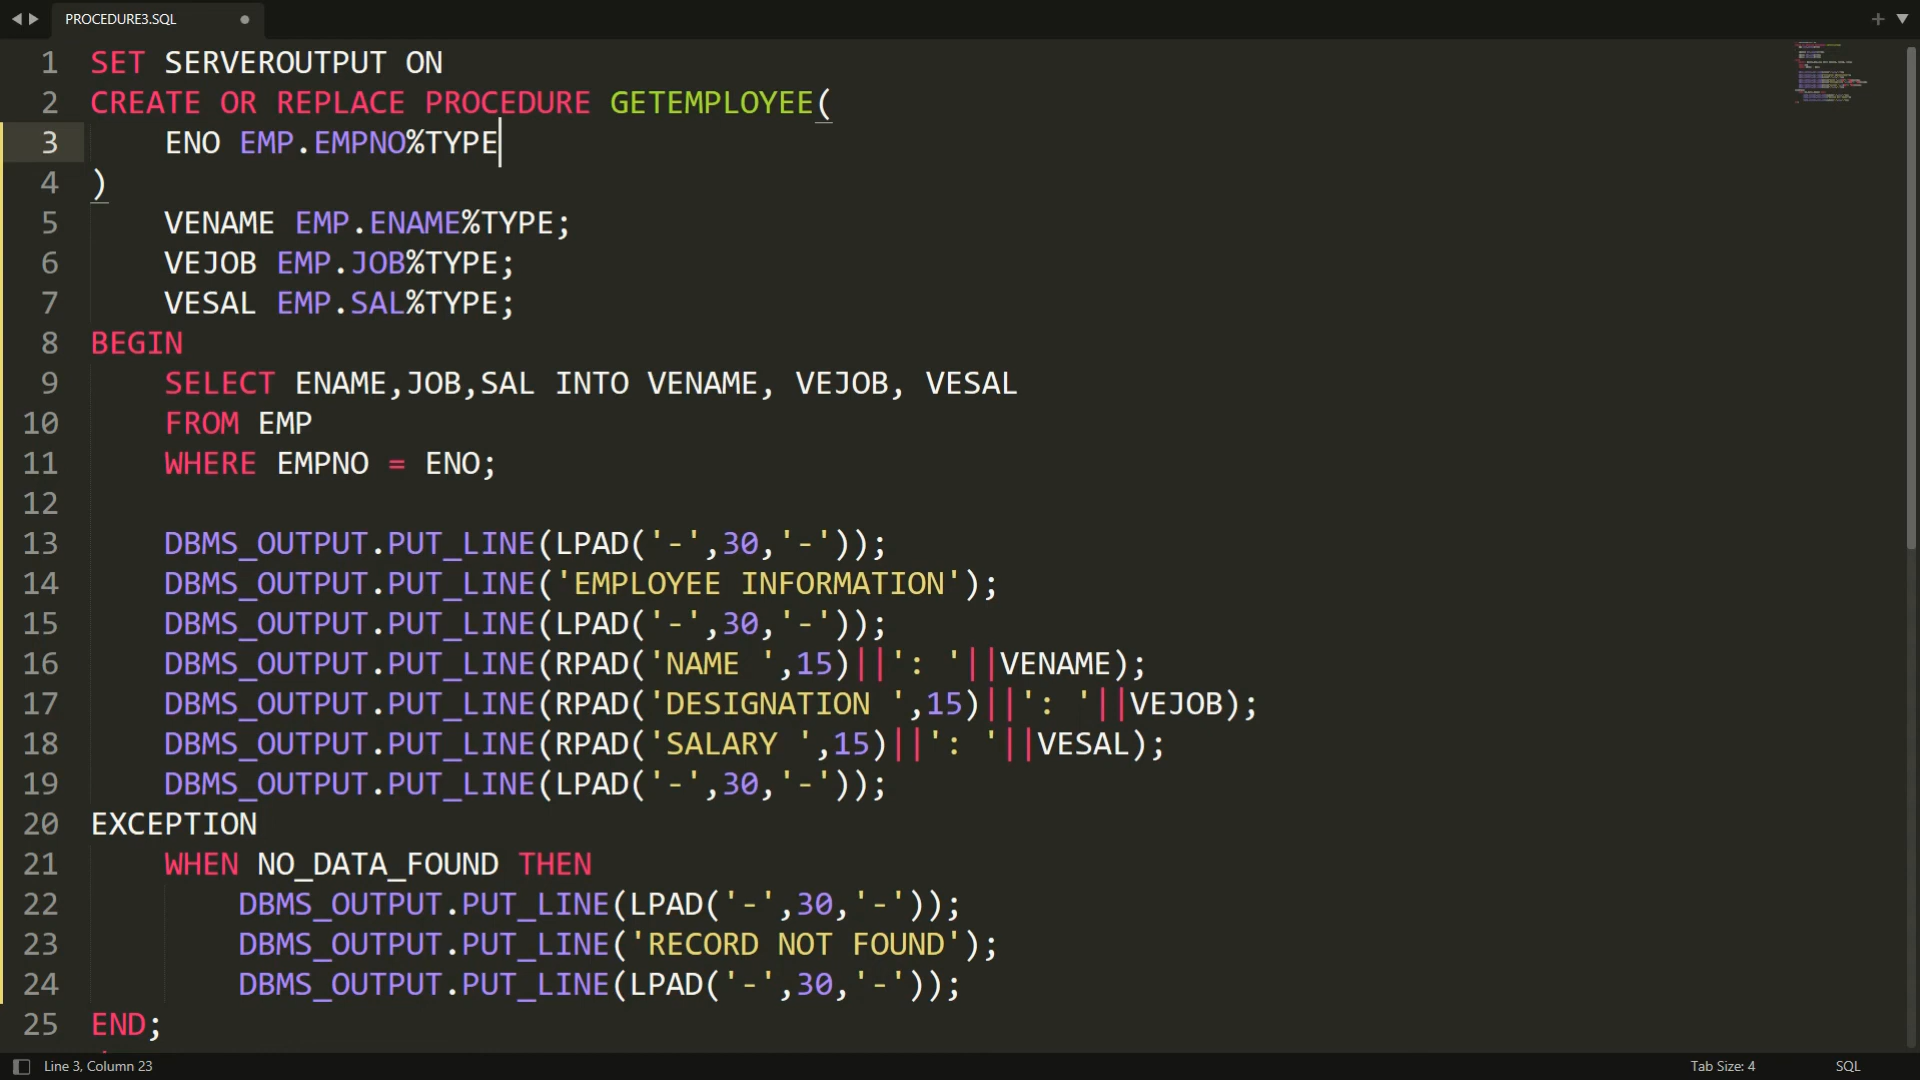 PROCEDURE3.SQL
1 SET SERVEROUTPUT ON
2 CREATE OR REPLACE PROCEDURE GETEMPLOYEE(
3     ENO EMP.EMPNO%TYPE
4 )
5     VENAME EMP.ENAME%TYPE;
6     VEJOB EMP.JOB%TYPE;
7     VESAL EMP.SAL%TYPE;
8 BEGIN
9     SELECT ENAME,JOB,SAL INTO VENAME, VEJOB, VESAL
10     FROM EMP
11     WHERE EMPNO = ENO;
12
13     DBMS_OUTPUT.PUT_LINE(LPAD('-',30,'-'));
14     DBMS_OUTPUT.PUT_LINE('EMPLOYEE INFORMATION');
15     DBMS_OUTPUT.PUT_LINE(LPAD('-',30,'-'));
16     DBMS_OUTPUT.PUT_LINE(RPAD('NAME ',15)||': '||VENAME);
17     DBMS_OUTPUT.PUT_LINE(RPAD('DESIGNATION ',15)||': '||VEJOB);
18     DBMS_OUTPUT.PUT_LINE(RPAD('SALARY ',15)||': '||VESAL);
19     DBMS_OUTPUT.PUT_LINE(LPAD('-',30,'-'));
20 EXCEPTION
21     WHEN NO_DATA_FOUND THEN
22         DBMS_OUTPUT.PUT_LINE(LPAD('-',30,'-'));
23         DBMS_OUTPUT.PUT_LINE('RECORD NOT FOUND');
24         DBMS_OUTPUT.PUT_LINE(LPAD('-',30,'-'));
25 END;
Line 3, Column 23 Tab Size: 4 SQL